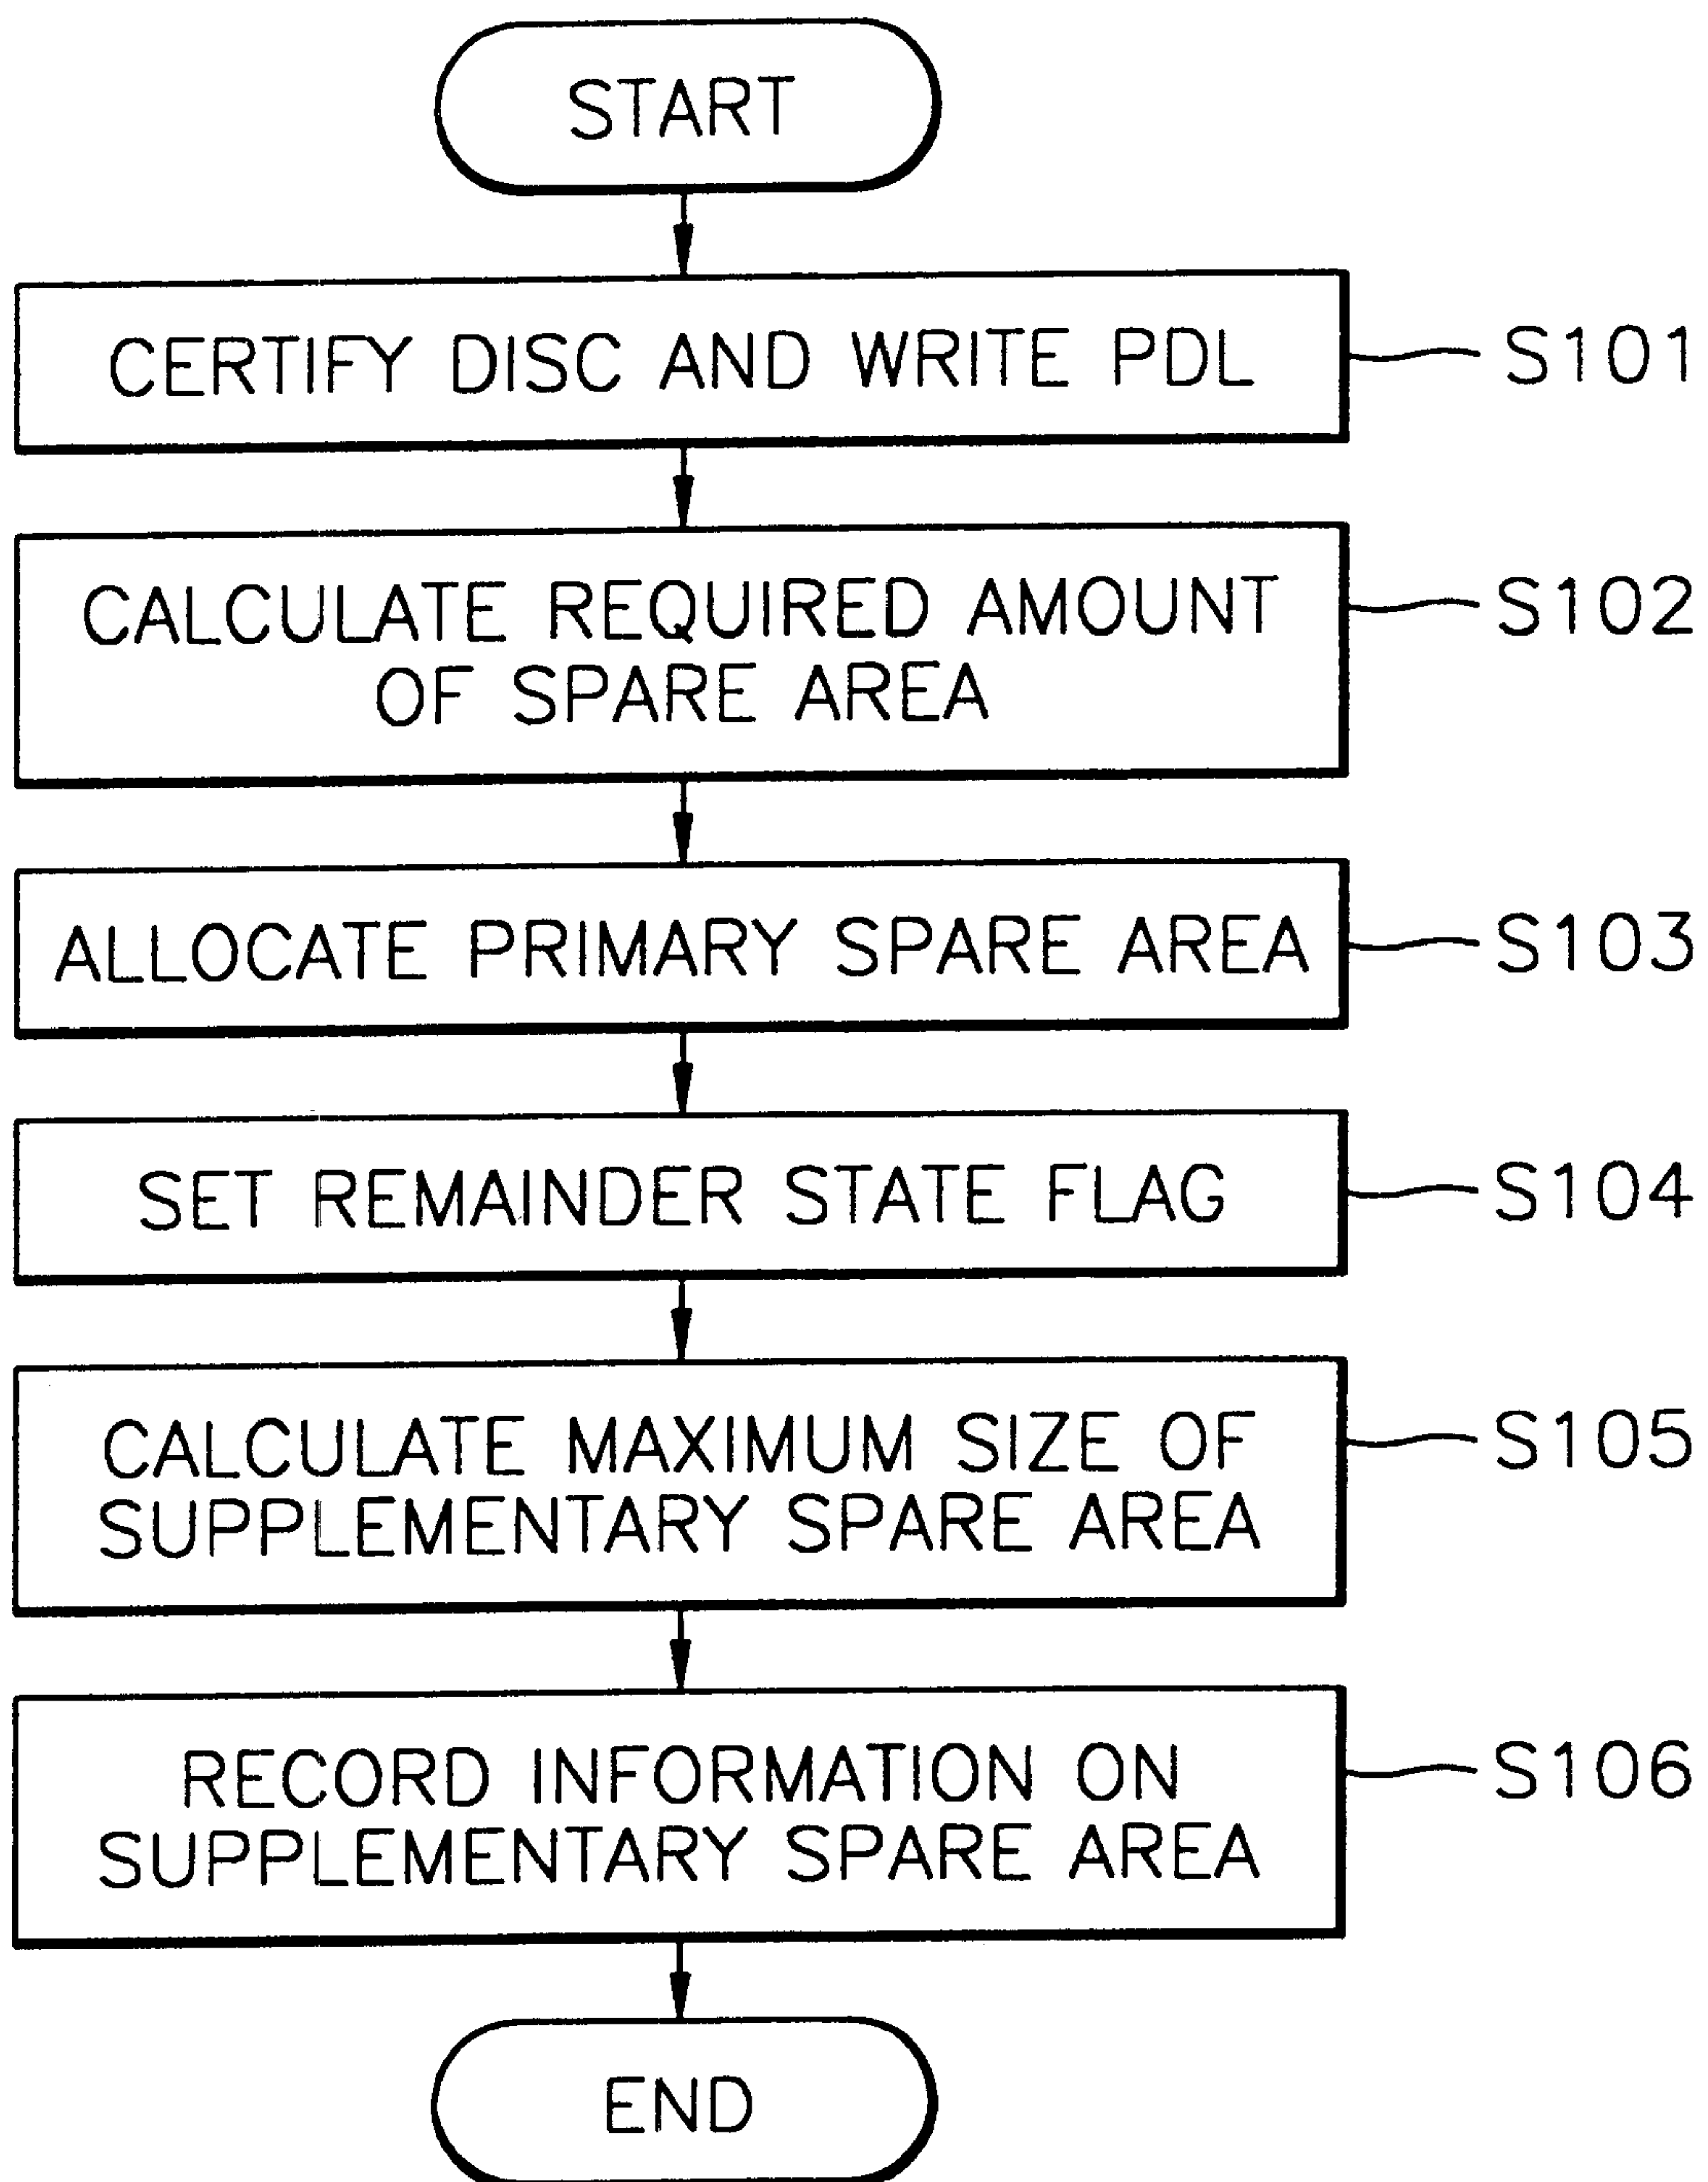 START
CERTIFY DISC AND WRITE PDL
S101
CALCULATE REQUIRED AMOUNT
OF SPARE AREA
S102
ALLOCATE PRIMARY SPARE AREA
S103
SET REMAINDER STATE FLAG
S104
CALCULATE MAXIMUM SIZE OF
SUPPLEMENTARY SPARE AREA
S105
RECORD INFORMATION ON
SUPPLEMENTARY SPARE AREA
S106
END